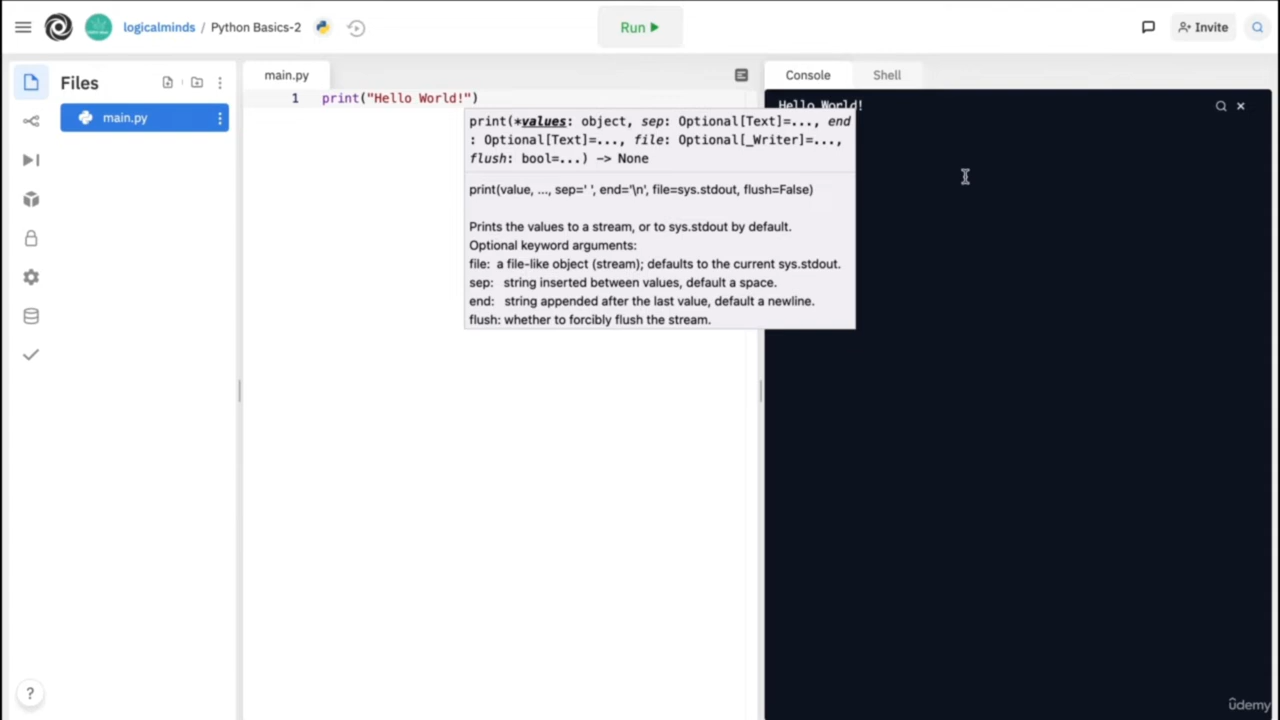 logicalminds / Python Basics-2
Run
Invite
Files
main.py
main.py
1 print("Hello World!")
print(*values: object, sep: Optional[Text]=..., end
: Optional[Text]=..., file: Optional[_Writer]=...,
flush: bool=...) -> None
print(value, ..., sep=' ', end='\n', file=sys.stdout, flush=False)
Prints the values to a stream, or to sys.stdout by default.
Optional keyword arguments:
file: a file-like object (stream); defaults to the current sys.stdout.
sep: string inserted between values, default a space.
end: string appended after the last value, default a newline.
flush: whether to forcibly flush the stream.
Console Shell
Hello World!
?
ûdemy